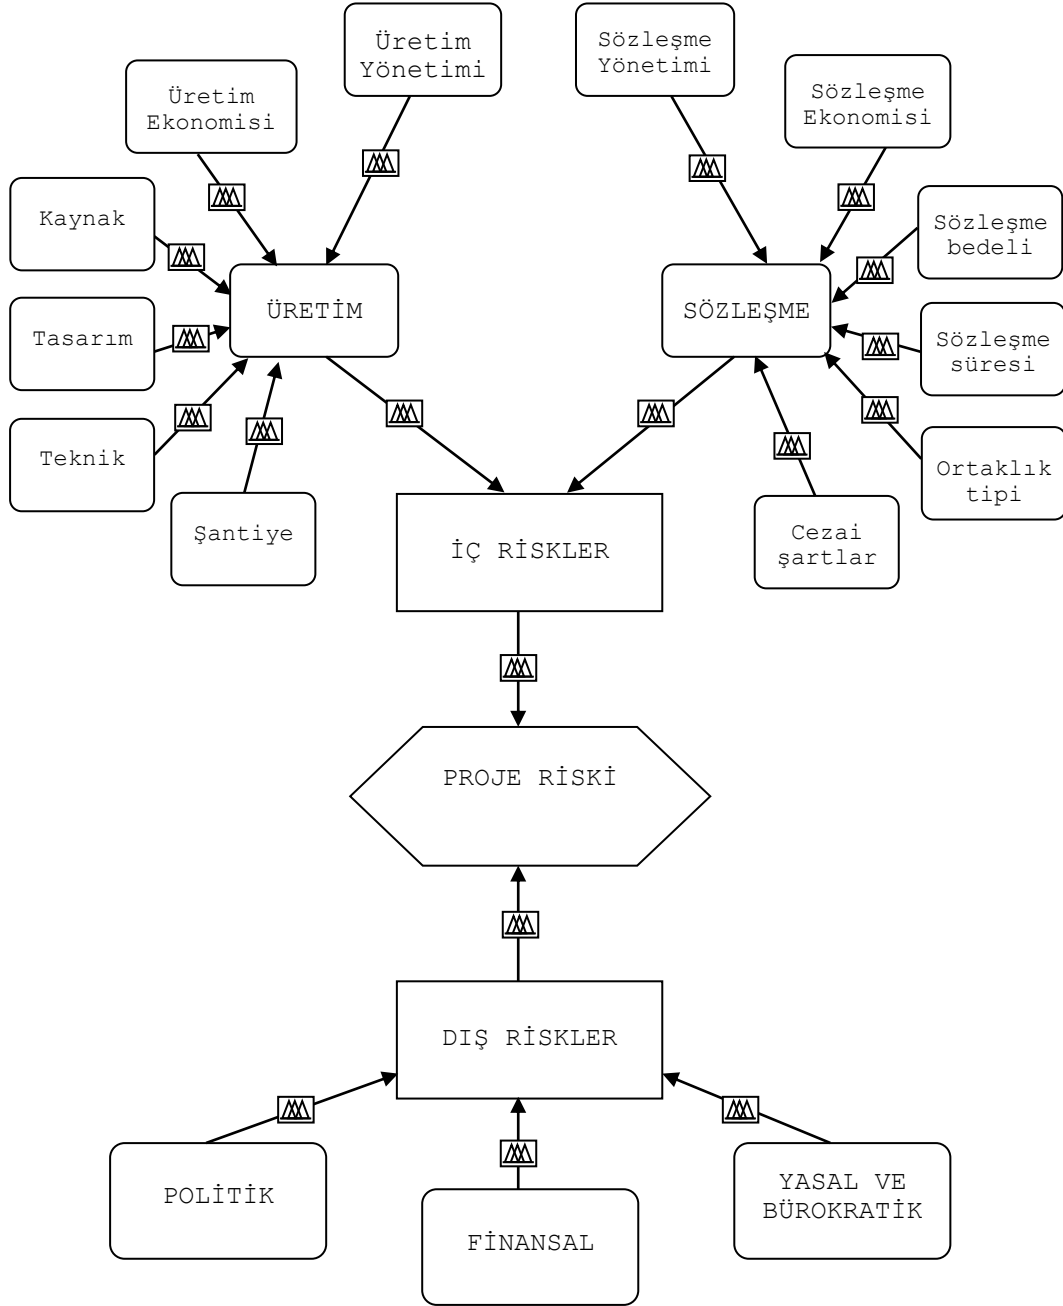 Üretim
Yönetimi
Sözleşme
Yönetimi
Üretim
Ekonomisi
Sözleşme
Ekonomisi
Kaynak
Sözleşme
bedeli
ÜRETİM
SÖZLEŞME
Tasarım
Sözleşme
süresi
Teknik
Ortaklık
tipi
Şantiye
Cezai
şartlar
İÇ RİSKLER
PROJE RİSKİ
DIŞ RİSKLER
POLİTİK
FİNANSAL
YASAL VE
BÜROKRATİK